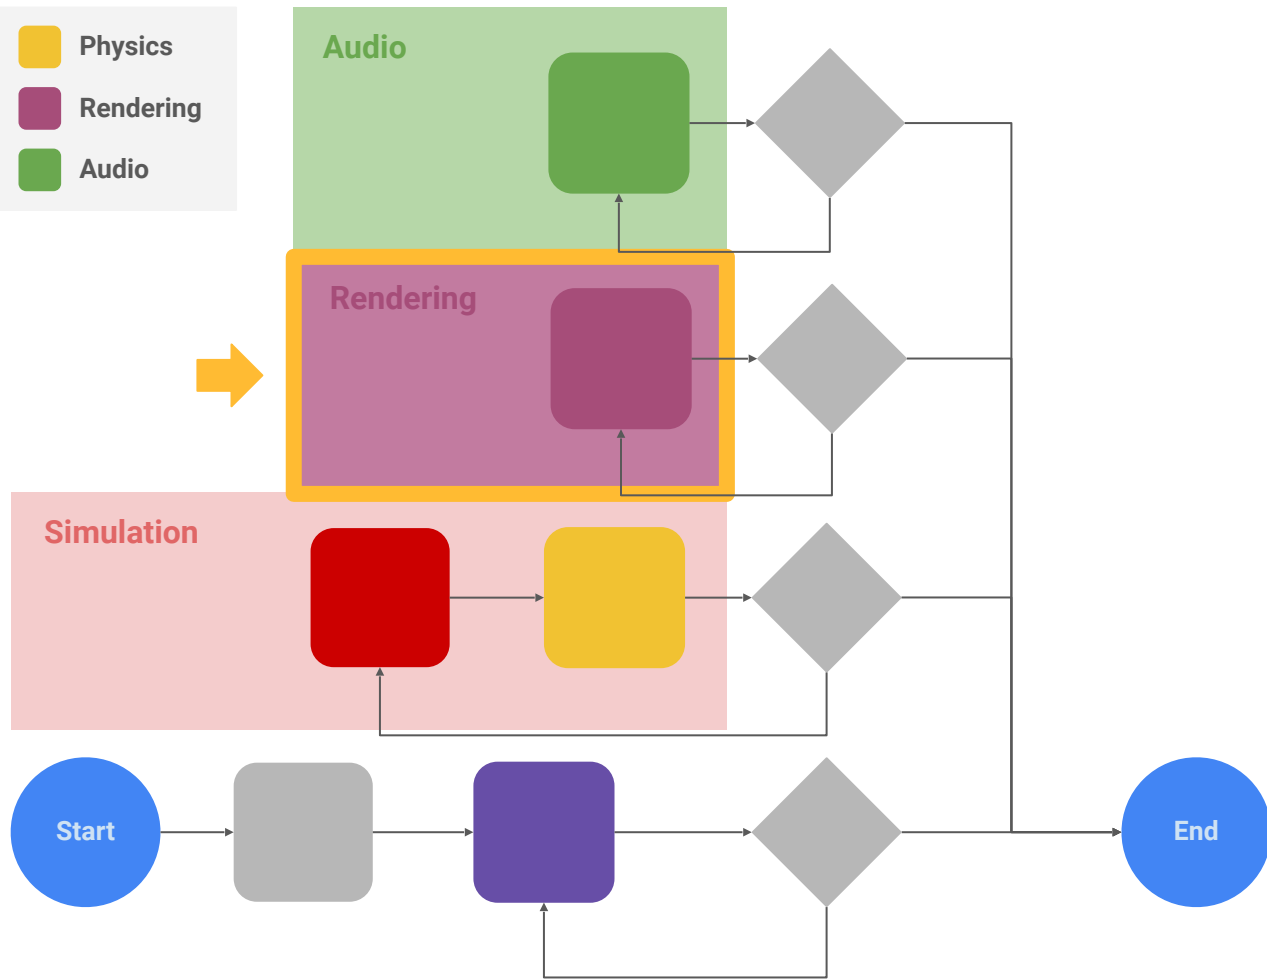 Physics
Rendering
Audio
Audio
Rendering
Simulation
Start
End